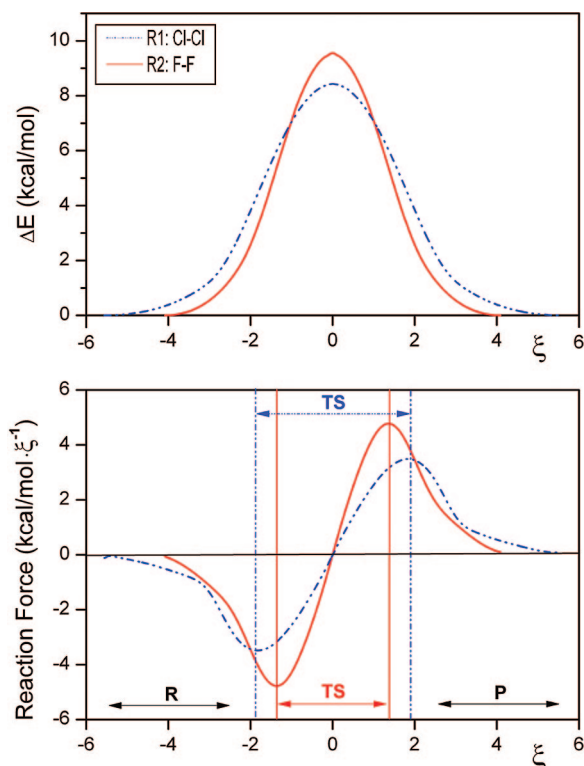 R1: Cl-Cl
R2: F-F
ΔE (kcal/mol)
10
8
6
4
2
0
-6 -4 -2 0 2 4 6
ξ
Reaction Force (kcal/mol·ξ⁻¹)
6
4
2
0
-2
-4
-6
TS
R TS P
-6 -4 -2 0 2 4 6
ξ